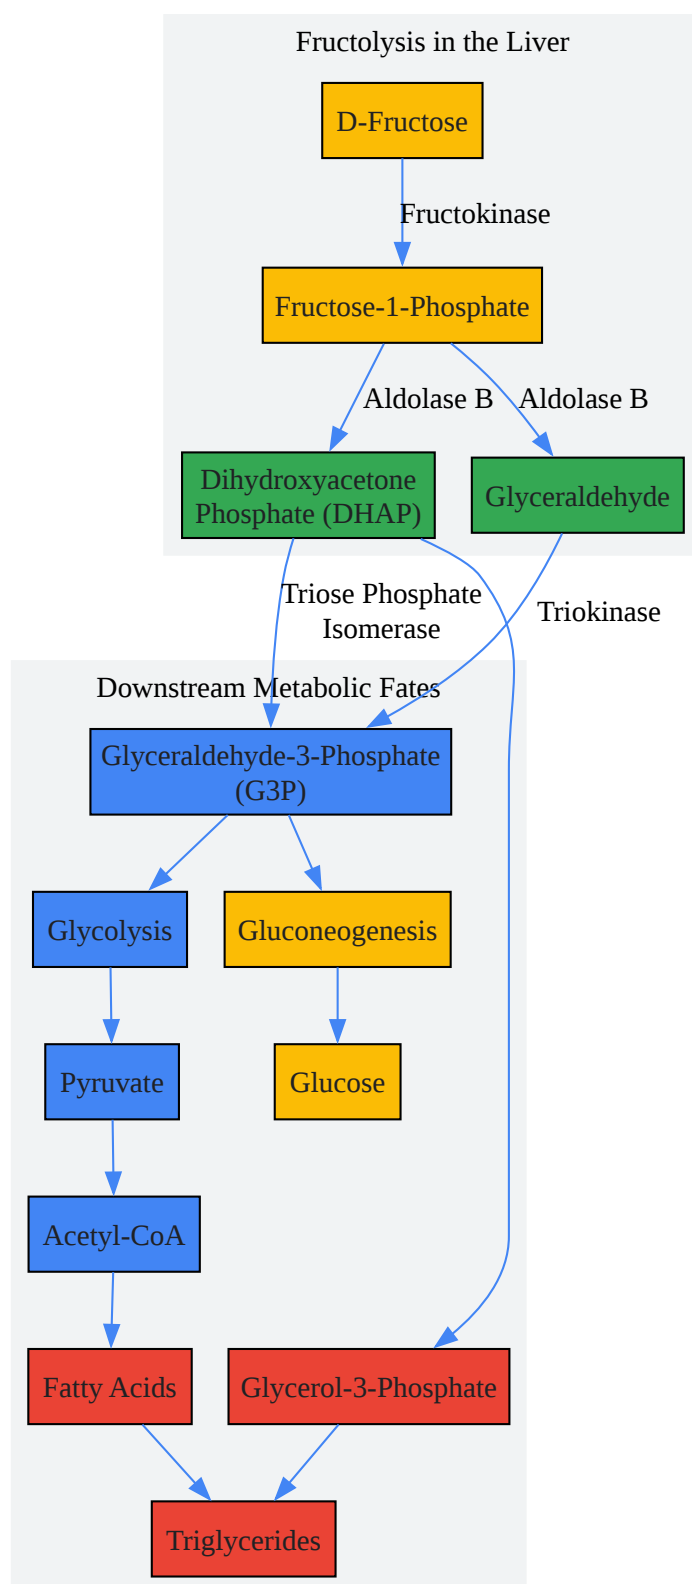 Fructolysis in the Liver
D-Fructose
Fructokinase
Fructose-1-Phosphate
Aldolase B
Aldolase B
Dihydroxyacetone
Phosphate (DHAP)
Glyceraldehyde
Triose Phosphate
Isomerase
Triokinase
Downstream Metabolic Fates
Glyceraldehyde-3-Phosphate
(G3P)
Glycolysis
Gluconeogenesis
Pyruvate
Glucose
Acetyl-CoA
Fatty Acids
Glycerol-3-Phosphate
Triglycerides